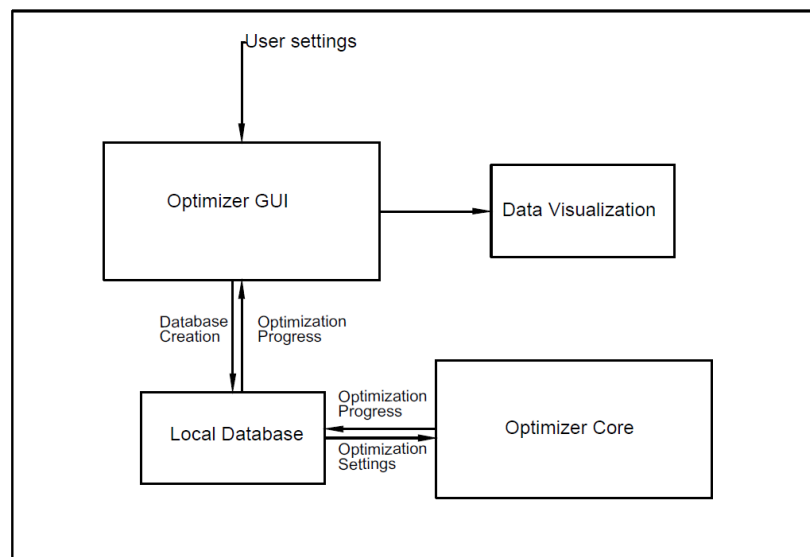 User settings
Optimizer GUI
Data Visualization
Database
Creation
Optimization
Progress
Optimization
Progress
Local Database
Optimizer Core
Optimization
Settings